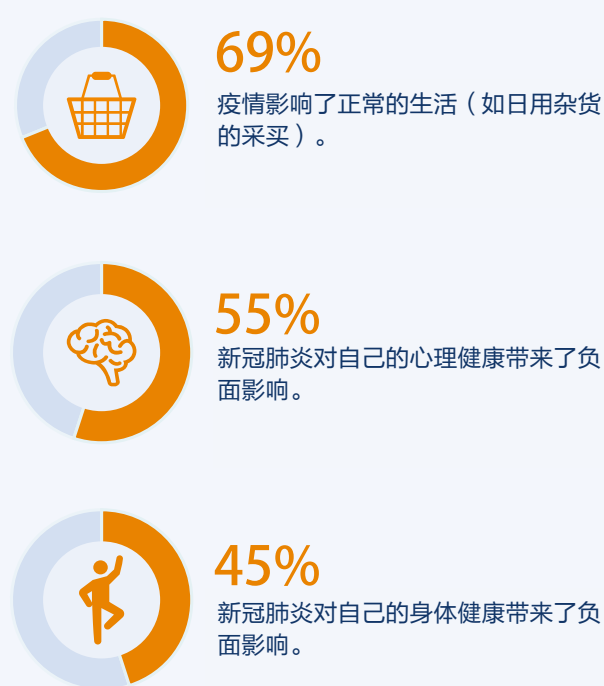 69%
疫情影响了正常的生活（如日用杂货
的采买）。
55%
新冠肺炎对自己的心理健康带来了负
面影响。
45%
新冠肺炎对自己的身体健康带来了负
面影响。